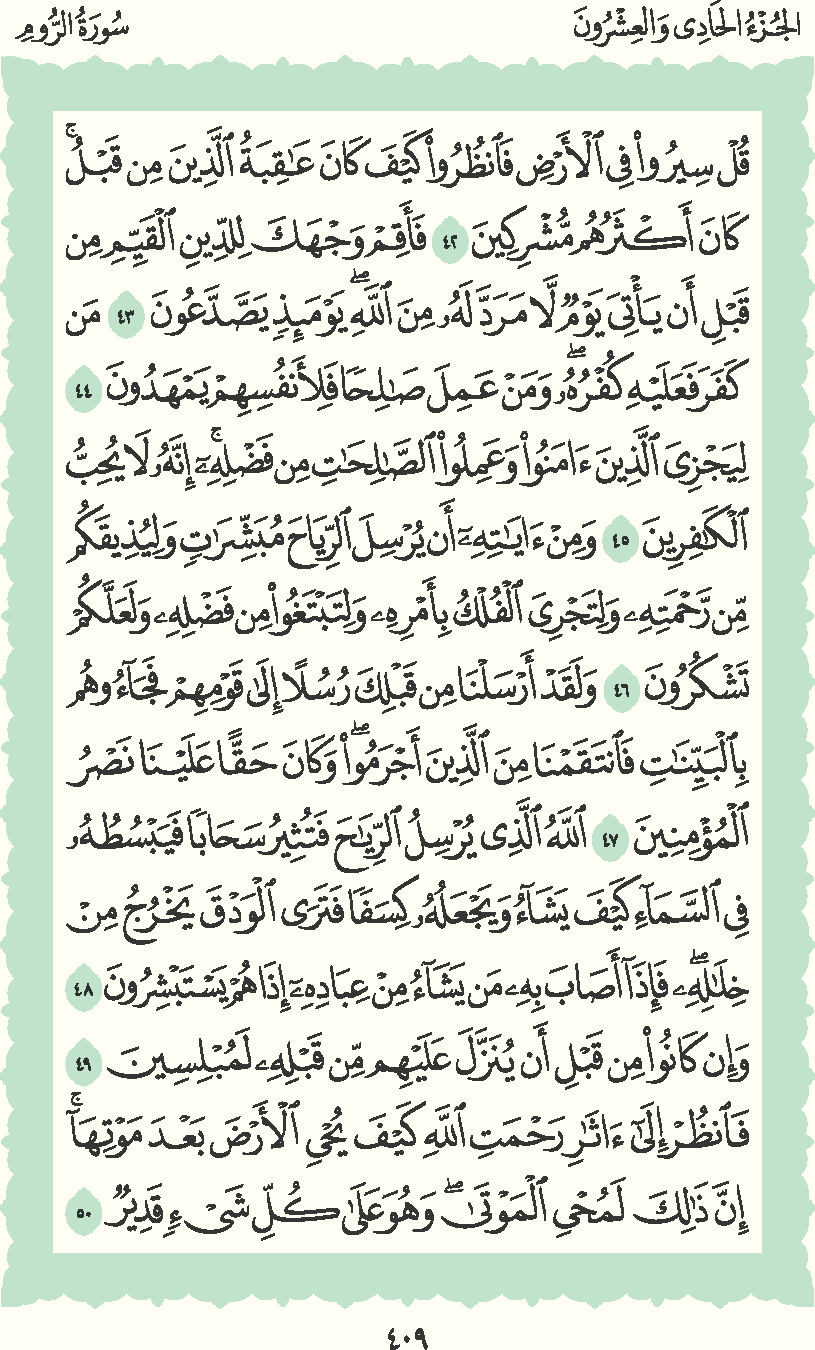 الجُزْءُ الحَادِى وَالعِشْرُونَ
سُورَةُ الرُّومِ
قُلْ سِيرُوا۟ فِى ٱلْأَرْضِ فَٱنظُرُوا۟ كَيْفَ كَانَ عَـٰقِبَةُ ٱلَّذِينَ مِن قَبْلُ ۚ
كَانَ أَكْثَرُهُم مُّشْرِكِينَ ٤٢ فَأَقِمْ وَجْهَكَ لِلدِّينِ ٱلْقَيِّمِ مِن
قَبْلِ أَن يَأْتِىَ يَوْمٌ لَّا مَرَدَّ لَهُۥ مِنَ ٱللَّهِ ۖ يَوْمَئِذٍ يَصَّدَّعُونَ ٤٣ مَن
كَفَرَ فَعَلَيْهِ كُفْرُهُۥ ۖ وَمَنْ عَمِلَ صَـٰلِحًا فَلِأَنفُسِهِمْ يَمْهَدُونَ ٤٤
لِيَجْزِىَ ٱلَّذِينَ ءَامَنُوا۟ وَعَمِلُوا۟ ٱلصَّـٰلِحَـٰتِ مِن فَضْلِهِۦٓ ۚ إِنَّهُۥ لَا يُحِبُّ
ٱلْكَـٰفِرِينَ ٤٥ وَمِنْ ءَايَـٰتِهِۦٓ أَن يُرْسِلَ ٱلرِّيَاحَ مُبَشِّرَٰتٍ وَلِيُذِيقَكُم
مِّن رَّحْمَتِهِۦ وَلِتَجْرِىَ ٱلْفُلْكُ بِأَمْرِهِۦ وَلِتَبْتَغُوا۟ مِن فَضْلِهِۦ وَلَعَلَّكُمْ
تَشْكُرُونَ ٤٦ وَلَقَدْ أَرْسَلْنَا مِن قَبْلِكَ رُسُلًا إِلَىٰ قَوْمِهِمْ فَجَآءُوهُم
بِٱلْبَيِّنَـٰتِ فَٱنتَقَمْنَا مِنَ ٱلَّذِينَ أَجْرَمُوا۟ ۖ وَكَانَ حَقًّا عَلَيْنَا نَصْرُ
ٱلْمُؤْمِنِينَ ٤٧ ٱللَّهُ ٱلَّذِى يُرْسِلُ ٱلرِّيَـٰحَ فَتُثِيرُ سَحَابًا فَيَبْسُطُهُۥ
فِى ٱلسَّمَآءِ كَيْفَ يَشَآءُ وَيَجْعَلُهُۥ كِسَفًا فَتَرَى ٱلْوَدْقَ يَخْرُجُ مِنْ
خِلَـٰلِهِۦ ۖ فَإِذَآ أَصَابَ بِهِۦ مَن يَشَآءُ مِنْ عِبَادِهِۦٓ إِذَا هُمْ يَسْتَبْشِرُونَ ٤٨
وَإِن كَانُوا۟ مِن قَبْلِ أَن يُنَزَّلَ عَلَيْهِم مِّن قَبْلِهِۦ لَمُبْلِسِينَ ٤٩
فَٱنظُرْ إِلَىٰٓ ءَاثَـٰرِ رَحْمَتِ ٱللَّهِ كَيْفَ يُحْىِ ٱلْأَرْضَ بَعْدَ مَوْتِهَآ ۚ
إِنَّ ذَٰلِكَ لَمُحْىِ ٱلْمَوْتَىٰ ۖ وَهُوَ عَلَىٰ كُلِّ شَىْءٍ قَدِيرٌ ٥٠
٤٠٩